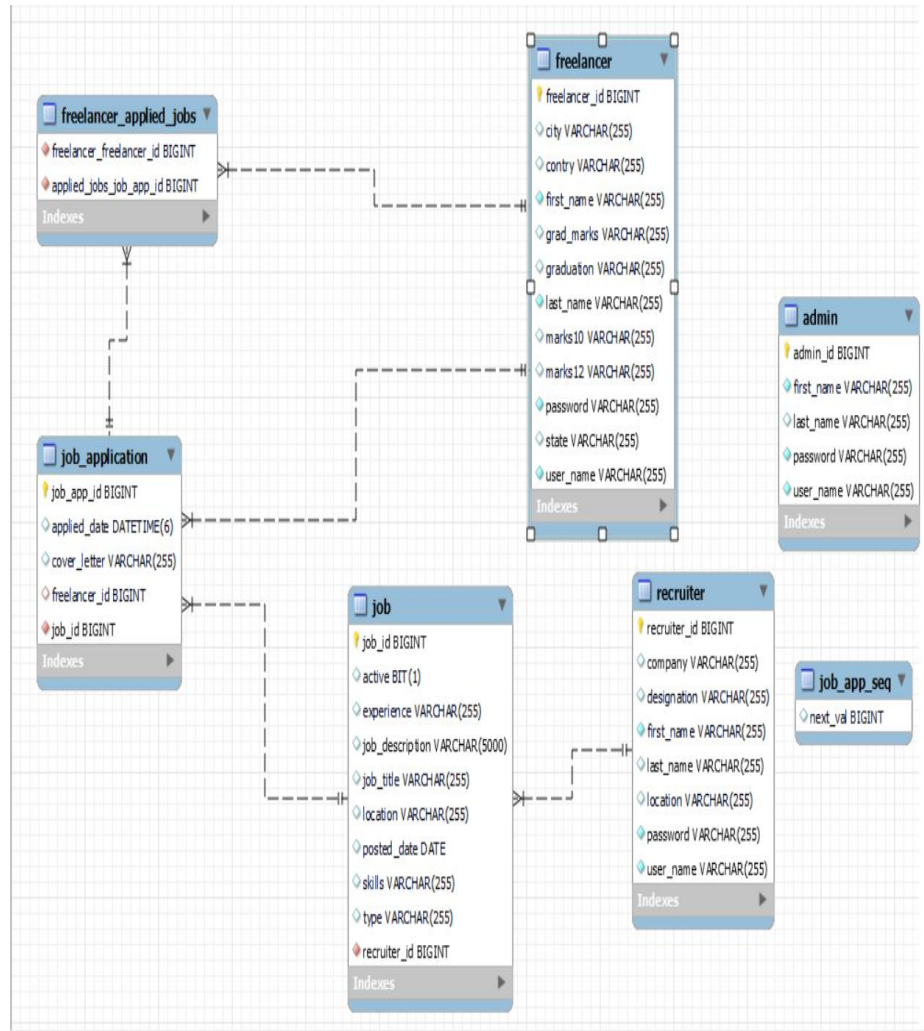 freelancer_applied_jobs
freelancer_freelancer_id BIGINT
applied_jobs_job_app_id BIGINT
Indexes
freelancer
freelancer_id BIGINT
city VARCHAR(255)
contry VARCHAR(255)
first_name VARCHAR(255)
grad_marks VARCHAR(255)
graduation VARCHAR(255)
last_name VARCHAR(255)
marks10 VARCHAR(255)
marks12 VARCHAR(255)
password VARCHAR(255)
state VARCHAR(255)
user_name VARCHAR(255)
Indexes
admin
admin_id BIGINT
first_name VARCHAR(255)
last_name VARCHAR(255)
password VARCHAR(255)
user_name VARCHAR(255)
Indexes
job_application
job_app_id BIGINT
applied_date DATETIME(6)
cover_letter VARCHAR(255)
freelancer_id BIGINT
job_id BIGINT
Indexes
job
job_id BIGINT
active BIT(1)
experience VARCHAR(255)
job_description VARCHAR(5000)
job_title VARCHAR(255)
location VARCHAR(255)
posted_date DATE
skills VARCHAR(255)
type VARCHAR(255)
recruiter_id BIGINT
Indexes
recruiter
recruiter_id BIGINT
company VARCHAR(255)
designation VARCHAR(255)
first_name VARCHAR(255)
last_name VARCHAR(255)
location VARCHAR(255)
password VARCHAR(255)
user_name VARCHAR(255)
Indexes
job_app_seq
next_val BIGINT